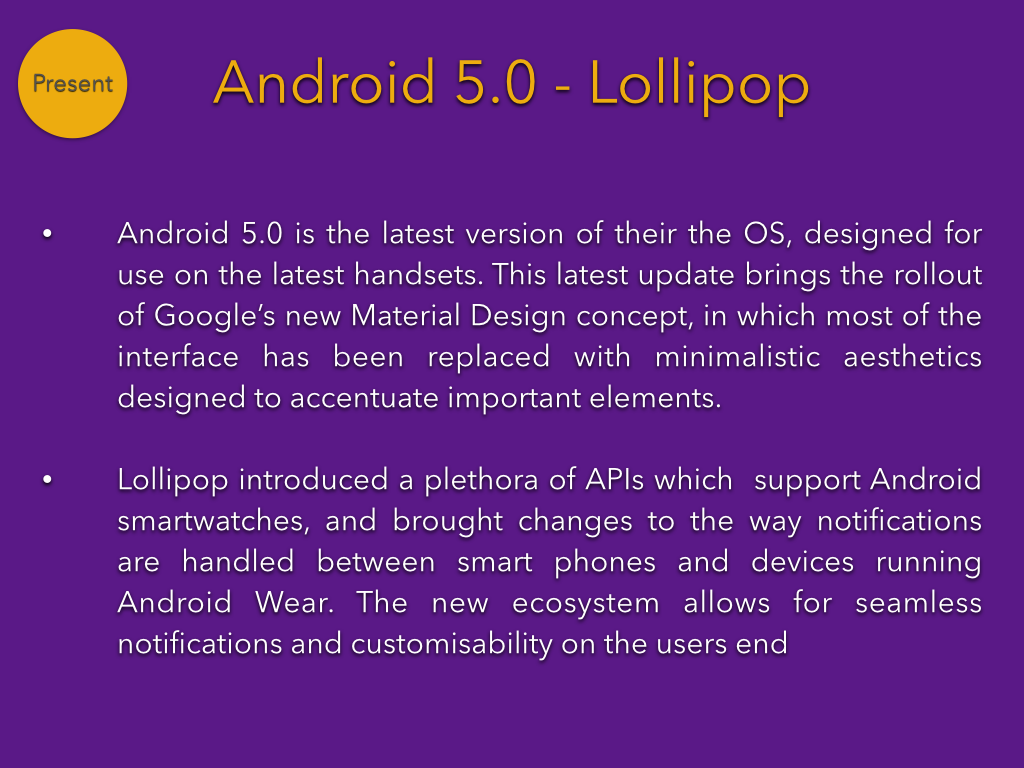 Present
Android 5.0 - Lollipop
• Android 5.0 is the latest version of their the OS, designed for
use on the latest handsets. This latest update brings the rollout
of Google’s new Material Design concept, in which most of the
interface has been replaced with minimalistic aesthetics
designed to accentuate important elements.
• Lollipop introduced a plethora of APIs which  support Android
smartwatches, and brought changes to the way notifications
are handled between smart phones and devices running
Android Wear. The new ecosystem allows for seamless
notifications and customisability on the users end